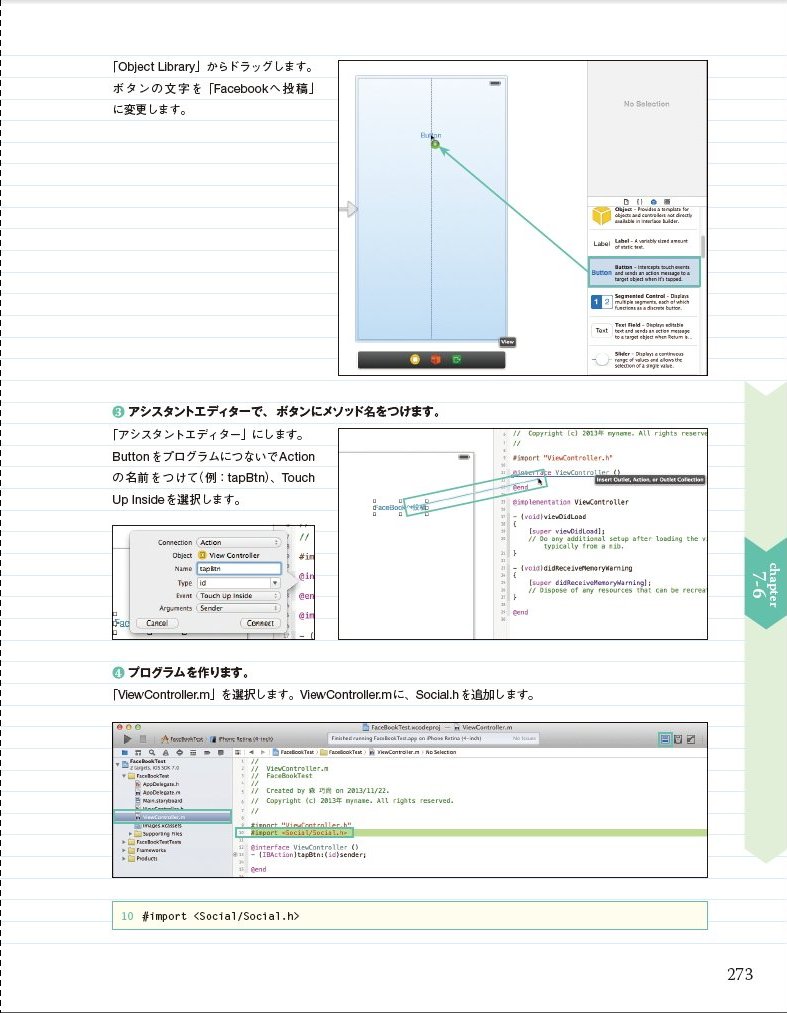 「Object Library」からドラッグします。
ボタンの文字を「Facebookへ投稿」
に変更します。
Button
No Selection
Object – Provides a template for
objects and controllers not directly
available in Interface Builder.
Label
Label – A variably sized amount
of static text.
Button
Button – Intercepts touch events
and sends an action message to a
target object when it's tapped.
1 2
Segmented Control – Displays
multiple segments, each of which
functions as a discrete button.
Text
Text Field – Displays editable
text and sends an action message
to a target object when Return is...
Slider – Displays a continuous
range of values and allows the
selection of a single value.
View
❸ アシスタントエディターで、ボタンにメソッド名をつけます。
「アシスタントエディター」にします。
ButtonをプログラムにつないでAction
の名前をつけて（例：tapBtn）、Touch
Up Insideを選択します。
Connection Action
Object View Controller
Name tapBtn
Type id
Event Touch Up Inside
Arguments Sender
Cancel Connect
//
#im
@in
@en
@im
- (
FaceBookへ投稿
// Copyright (c) 2013年 myname. All rights reserve
//
#import "ViewController.h"
@interface ViewController ()
Insert Outlet, Action, or Outlet Collection
@end
@implementation ViewController
- (void)viewDidLoad
{
[super viewDidLoad];
// Do any additional setup after loading the v
typically from a nib.
}
- (void)didReceiveMemoryWarning
{
[super didReceiveMemoryWarning];
// Dispose of any resources that can be recrea
}
@end
chapter
7-6
❹ プログラムを作ります。
「ViewController.m」を選択します。ViewController.mに、Social.hを追加します。
FaceBookTest.xcodeproj — ViewController.m
FaceBookTest iPhone Retina (4-inch)
Finished running FaceBookTest.app on iPhone Retina (4-inch)
No Issues
FaceBookTest FaceBookTest ViewController.m No Selection
FaceBookTest
2 targets, iOS SDK 7.0
FaceBookTest
AppDelegate.h
AppDelegate.m
Main.storyboard
ViewController.h
ViewController.m
Images.xcassets
Supporting Files
FaceBookTestTests
Frameworks
Products
//
// ViewController.m
// FaceBookTest
//
// Created by 森 巧尚 on 2013/11/22.
// Copyright (c) 2013年 myname. All rights reserved.
//
#import "ViewController.h"
#import <Social/Social.h>
@interface ViewController ()
- (IBAction)tapBtn:(id)sender;
@end
10 #import <Social/Social.h>
273